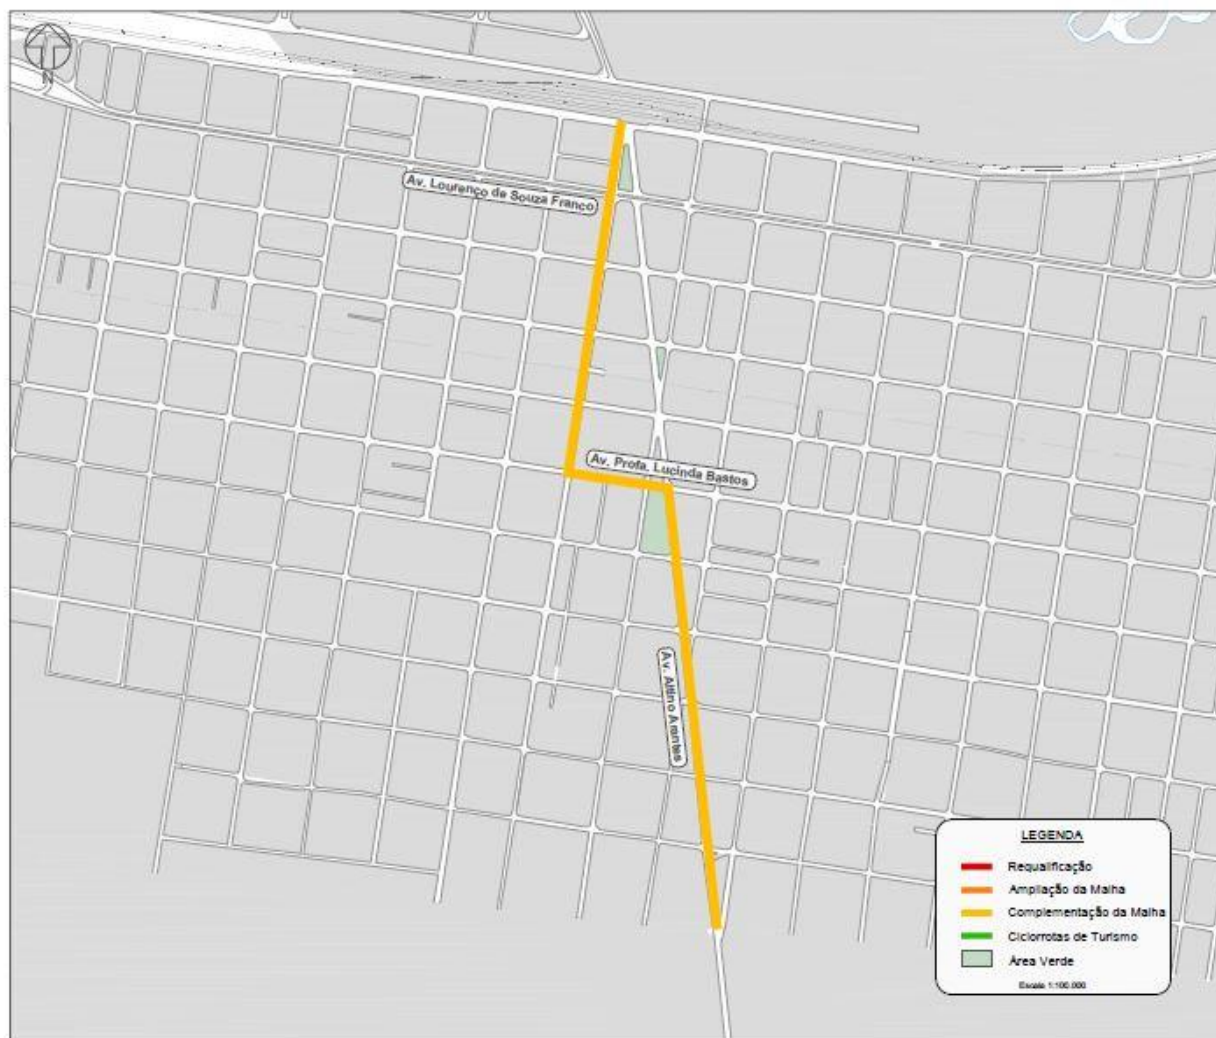 N
Av. Lourenço de Souza Franco
Av. Profa. Lucinda Bastos
Av. Altino Arantes
LEGENDA
Requalificação
Ampliação da Malha
Complementação da Malha
Ciclorrotas de Turismo
Área Verde
Escala 1:100.000